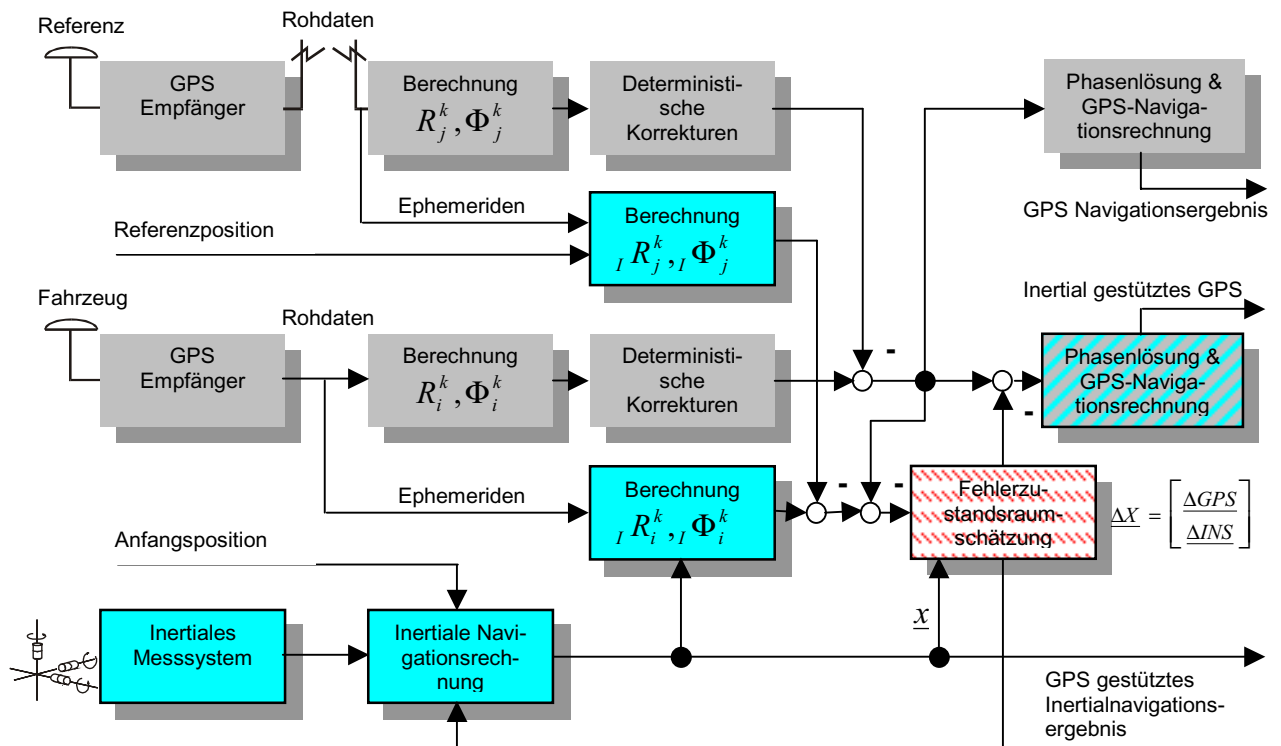 Referenz
Rohdaten
GPS
Empfänger
Berechnung
R_j^k, Φ_j^k
Deterministi-
sche
Korrekturen
Phasenlösung &
GPS-Naviga-
tionsrechnung
GPS Navigationsergebnis
Ephemeriden
Referenzposition
Berechnung
_I R_j^k, _I Φ_j^k
Fahrzeug
Rohdaten
GPS
Empfänger
Berechnung
R_i^k, Φ_i^k
Deterministi-
sche
Korrekturen
-
Inertial gestütztes GPS
Phasenlösung &
GPS-Naviga-
tionsrechnung
-
Ephemeriden
Berechnung
_I R_i^k, _I Φ_i^k
-
-
Fehlerzu-
standsraum-
schätzung
ΔX = [ΔGPS
ΔINS]
Anfangsposition
Inertiales
Messsystem
Inertiale Navi-
gationsrech-
nung
x
GPS gestütztes
Inertialnavigations-
ergebnis